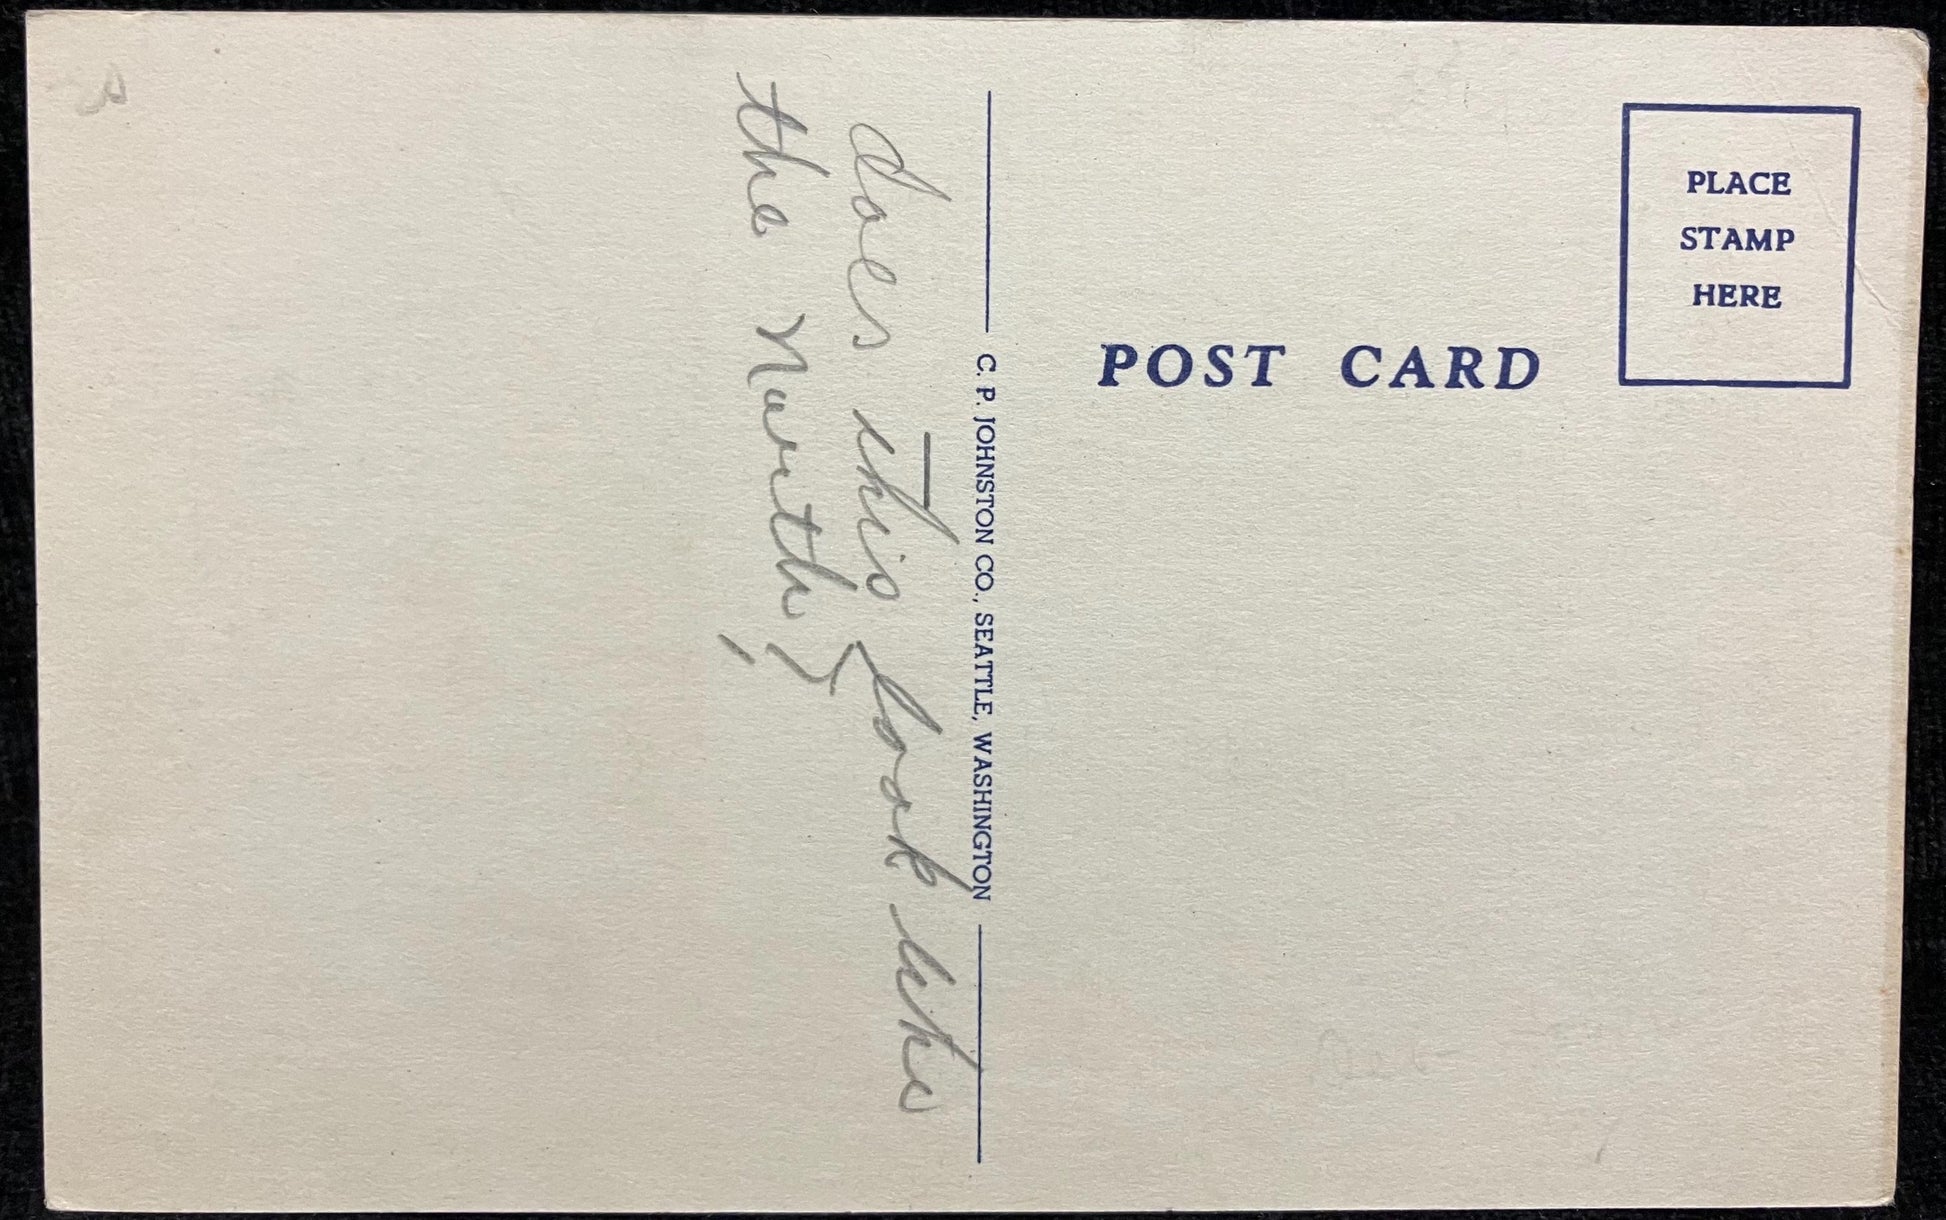 does this look like
the North?
C. P. JOHNSTON CO., SEATTLE, WASHINGTON
POST CARD
PLACE
STAMP
HERE